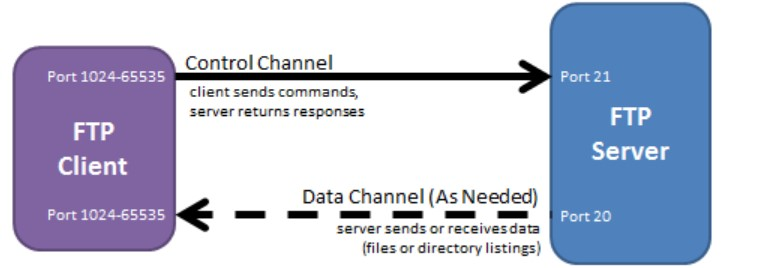 Control Channel
Port 1024-65535
Port 21
client sends commands,
server returns responses
FTP
Client
FTP
Server
Data Channel (As Needed)
Port 1024-65535
Port 20
server sends or receives data
(files or directory listings)